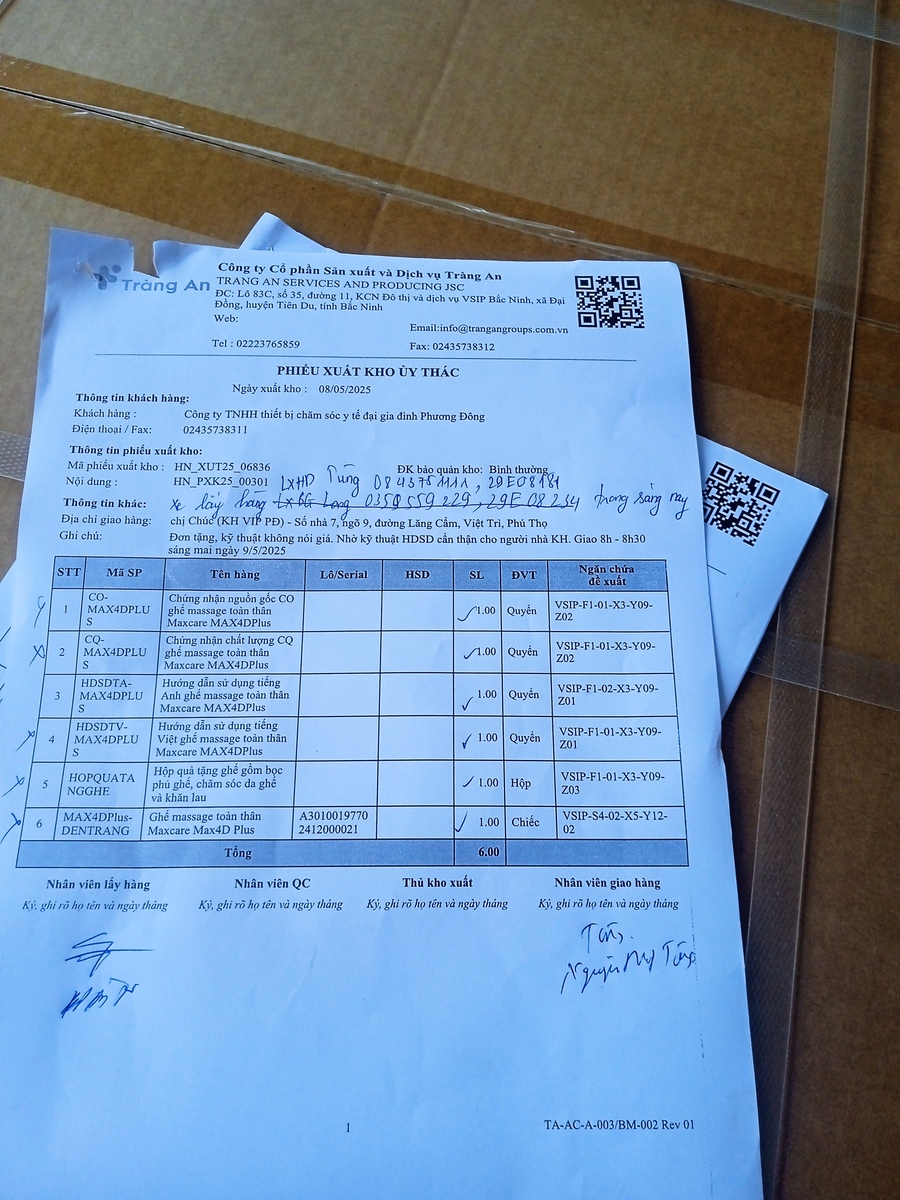 Tràng An
Công ty Cổ phần Sản xuất và Dịch vụ Tràng An
TRANG AN SERVICES AND PRODUCING JSC
ĐC: Lô 83C, số 35, đường 11, KCN Đô thị và dịch vụ VSIP Bắc Ninh, xã Đại
Đồng, huyện Tiên Du, tỉnh Bắc Ninh
Web:
Email:info@trangangroups.com.vn
Tel : 02223765859 Fax: 02435738312
PHIẾU XUẤT KHO ỦY THÁC
Ngày xuất kho : 08/05/2025
Thông tin khách hàng:
Khách hàng : Công ty TNHH thiết bị chăm sóc y tế đại gia đình Phương Đông
Điện thoại / Fax: 02435738311
Thông tin phiếu xuất kho:
Mã phiếu xuất kho : HN_XUT25_06836 ĐK bảo quản kho: Bình thường
Nội dung : HN_PXK25_00301 LXHD Tùng 0843751111, 29E08181
Thông tin khác: Xe lấy hàng LxBG Long 0359559229, 29E 08234 trong sáng nay
Địa chỉ giao hàng: chị Chúc (KH VIP PĐ) - Số nhà 7, ngõ 9, đường Lăng Cẩm, Việt Trì, Phú Thọ
Ghi chú: Đơn tặng, kỹ thuật không nói giá. Nhờ kỹ thuật HDSD cẩn thận cho người nhà KH. Giao 8h - 8h30
sáng mai ngày 9/5/2025
STT Mã SP Tên hàng Lô/Serial HSD SL ĐVT Ngăn chứa đề xuất
1 CO-MAX4DPLUS Chứng nhận nguồn gốc CO ghế massage toàn thân Maxcare MAX4DPlus 1.00 Quyển VSIP-F1-01-X3-Y09-Z02
2 CQ-MAX4DPLUS Chứng nhận chất lượng CQ ghế massage toàn thân Maxcare MAX4DPlus 1.00 Quyển VSIP-F1-01-X3-Y09-Z02
3 HDSDTA-MAX4DPLUS Hướng dẫn sử dụng tiếng Anh ghế massage toàn thân Maxcare MAX4DPlus 1.00 Quyển VSIP-F1-02-X3-Y09-Z01
4 HDSDTV-MAX4DPLUS Hướng dẫn sử dụng tiếng Việt ghế massage toàn thân Maxcare MAX4DPlus 1.00 Quyển VSIP-F1-01-X3-Y09-Z01
5 HOPQUATANGGHE Hộp quà tặng ghế gồm bọc phủ ghế, chăm sóc da ghế và khăn lau 1.00 Hộp VSIP-F1-01-X3-Y09-Z03
6 MAX4DPlus-DENTRANG Ghế massage toàn thân Maxcare Max4D Plus A3010019770 2412000021 1.00 Chiếc VSIP-S4-02-X5-Y12-02
Tổng 6.00
Nhân viên lấy hàng Nhân viên QC Thủ kho xuất Nhân viên giao hàng
Ký, ghi rõ họ tên và ngày tháng Ký, ghi rõ họ tên và ngày tháng Ký, ghi rõ họ tên và ngày tháng Ký, ghi rõ họ tên và ngày tháng
1
TA-AC-A-003/BM-002 Rev 01